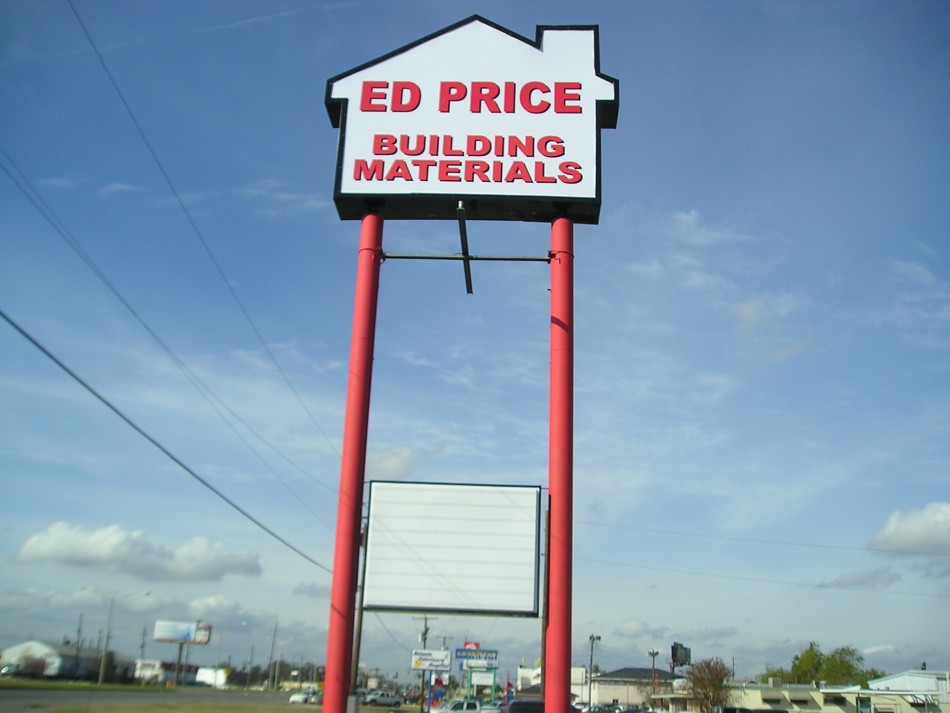 ED PRICE
BUILDING
MATERIALS